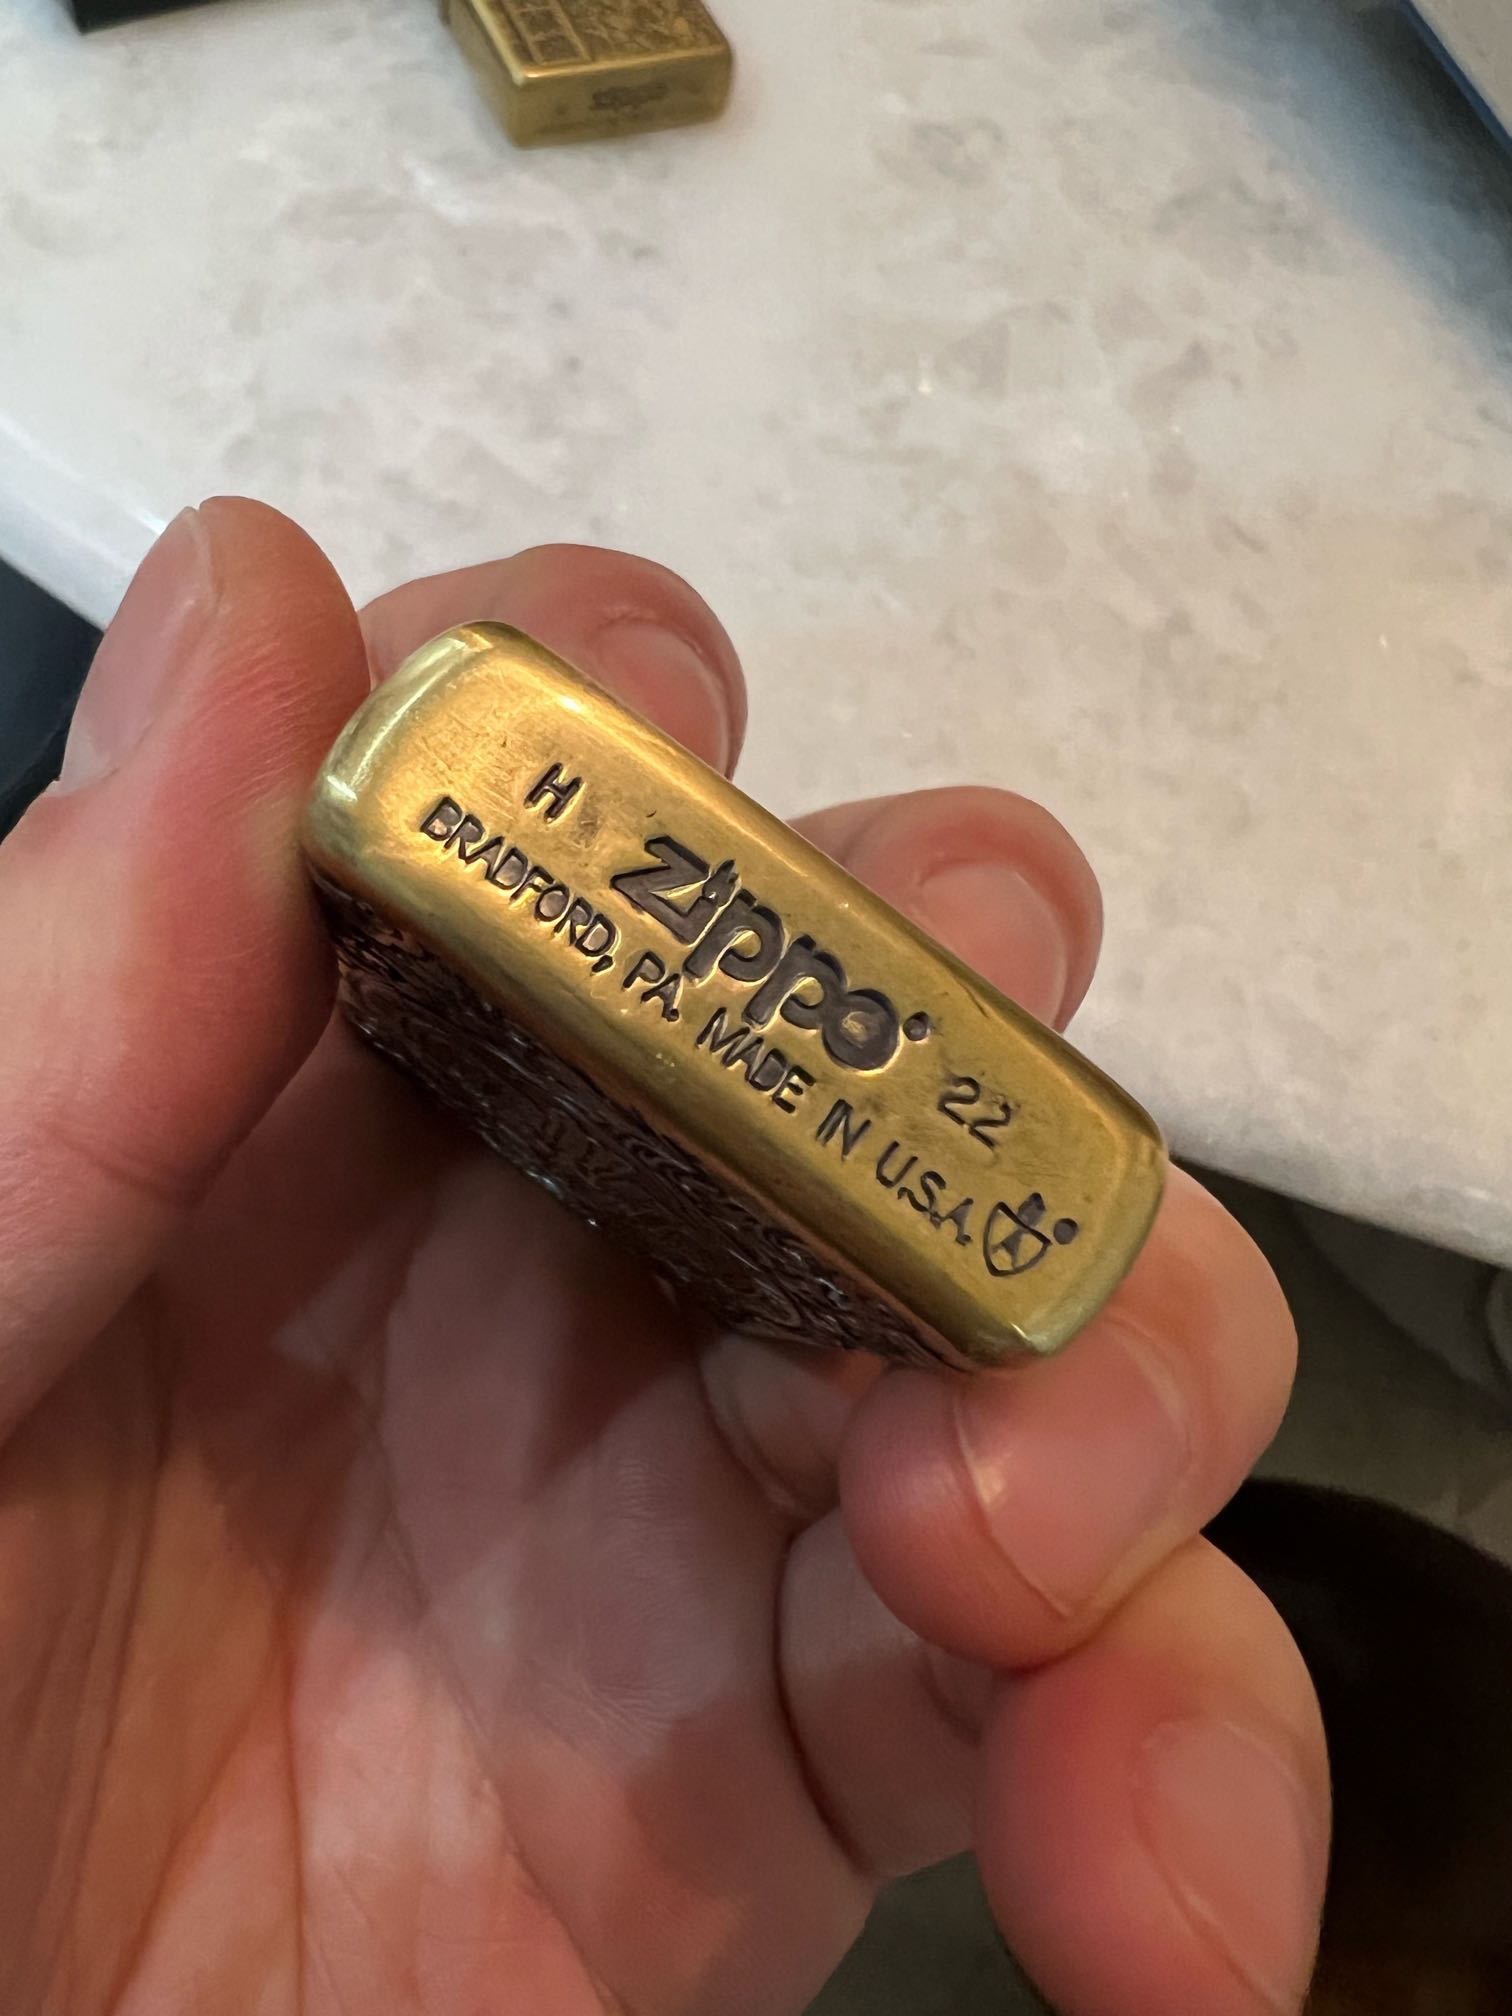 H zippo 22
BRADFORD, PA. MADE IN U.S.A. A